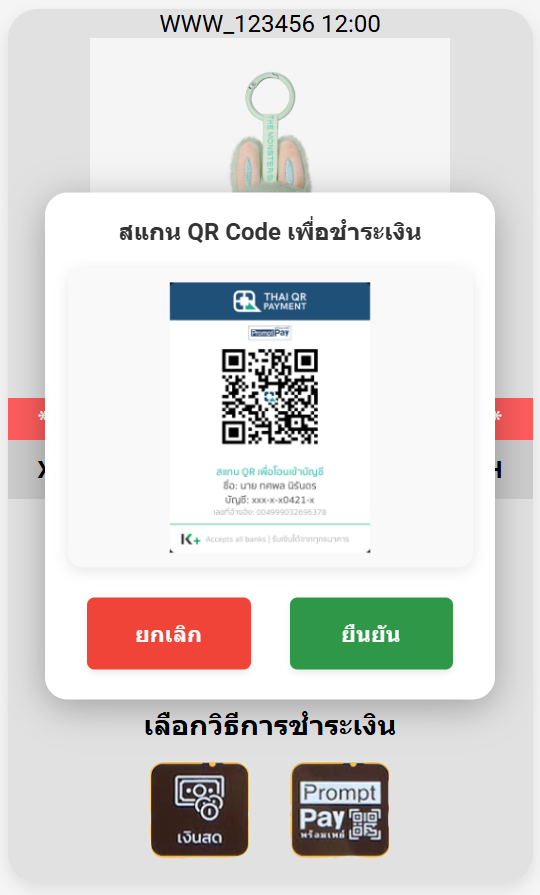 WWW_123456 12:00
THE MONSTERS
สแกน QR Code เพื่อชำระเงิน
THAI QR
PAYMENT
PromptPay
สแกน QR เพื่อโอนเข้าบัญชี
ชื่อ: นาย ทศพล นิรันดร
บัญชี: xxx-x-x0421-x
เลขที่อ้างอิง: 004999032696378
K+ Accepts all banks | รับเงินได้จากทุกธนาคาร
ยกเลิก
ยืนยัน
เลือกวิธีการชำระเงิน
เงินสด
Prompt
Pay
พร้อมเพย์